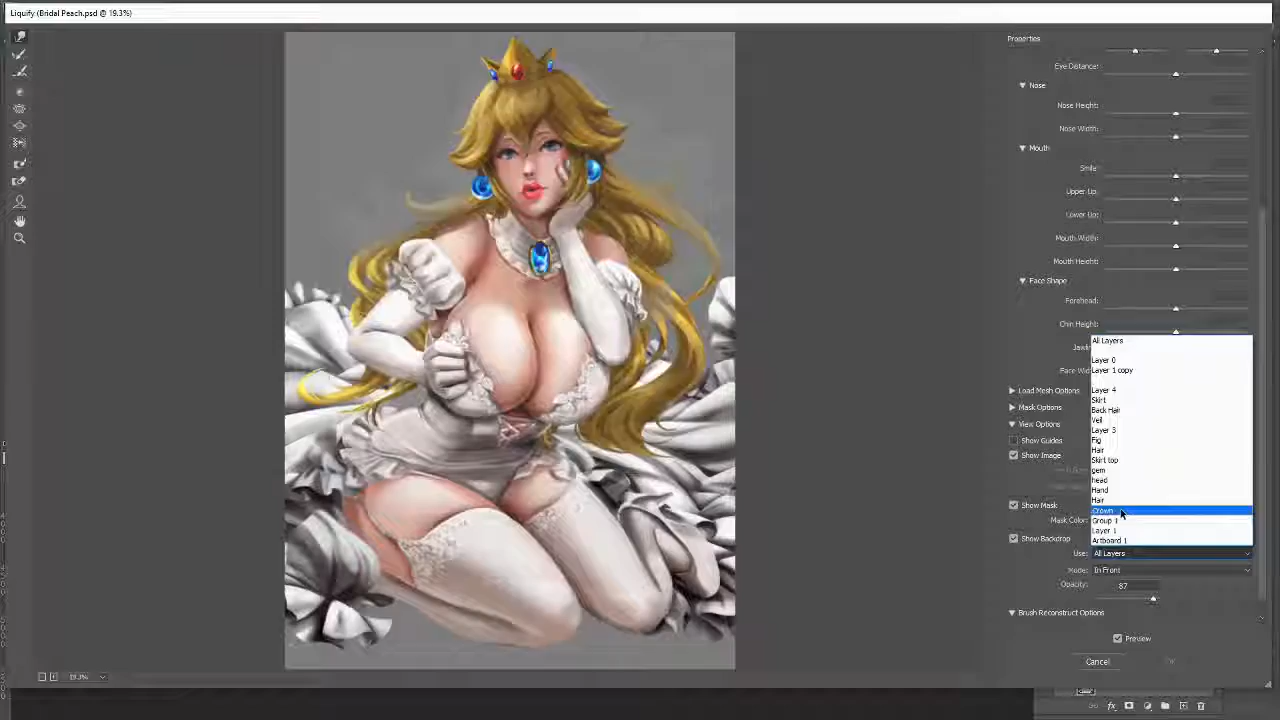 Liquify (Bridal Peach.psd @ 19.3%)
Properties
Eye Distance:
Nose
Nose Height:
Nose Width:
Mouth
Smile:
Upper Lip:
Lower Lip:
Mouth Width:
Mouth Height:
Face Shape
Forehead:
Chin Height:
All Layers
Layer 0
Layer 1 copy
Layer 4
Skirt
Back Hair
Veil
Layer 3
Fig
Hair
Skirt top
gem
head
Hand
Hair
Crown
Group 1
Layer 1
Artboard 1
Load Mesh Options
Mask Options
View Options
Show Guides
Show Image
Show Mask
Mask Color:
Show Backdrop
Use: All Layers
Mode: In Front
Opacity: 87
Brush Reconstruct Options
Preview
Cancel
19.3%
fx